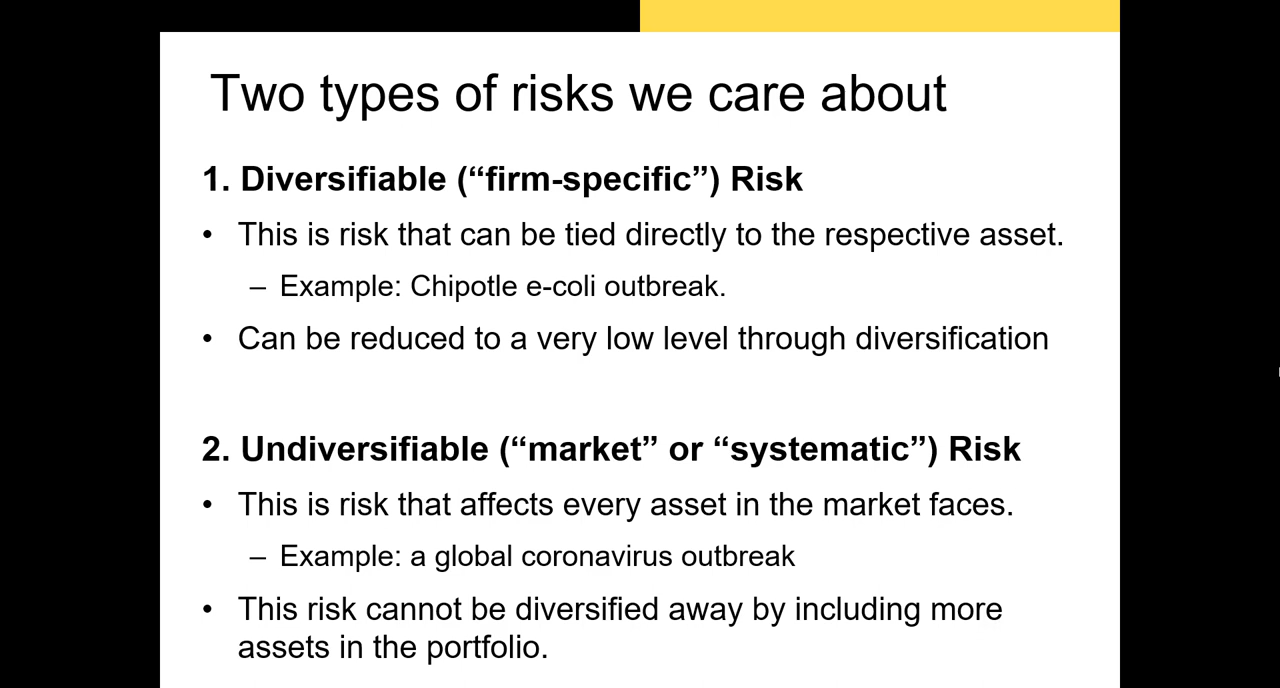 Two types of risks we care about
1. Diversifiable (“firm-specific”) Risk
• This is risk that can be tied directly to the respective asset.
– Example: Chipotle e-coli outbreak.
• Can be reduced to a very low level through diversification
2. Undiversifiable (“market” or “systematic”) Risk
• This is risk that affects every asset in the market faces.
– Example: a global coronavirus outbreak
• This risk cannot be diversified away by including more
assets in the portfolio.